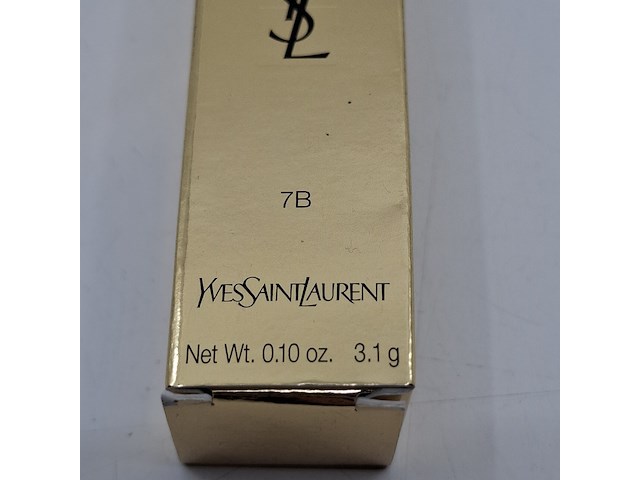 YSL
7B
YVESSAINTLAURENT
Net Wt. 0.10 oz. 3.1 g